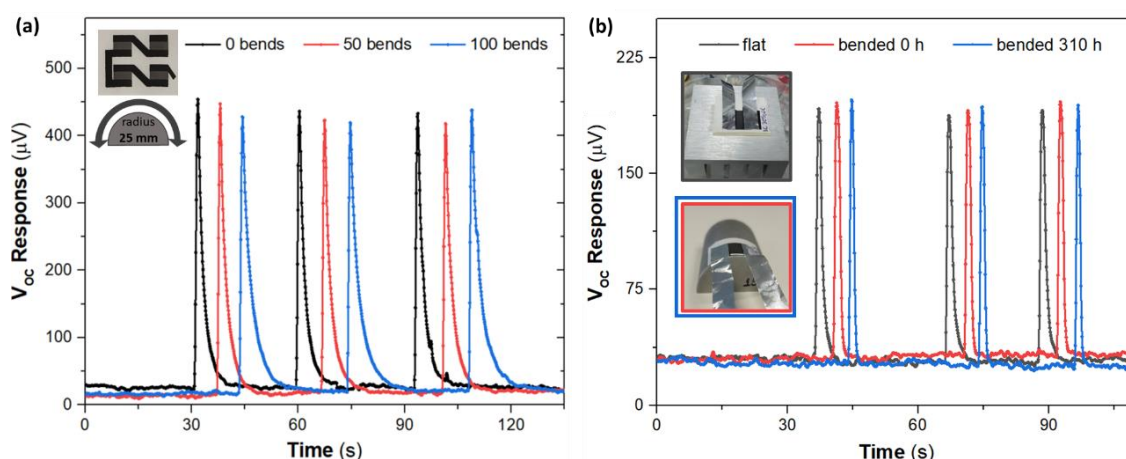 (a)
0 bends 50 bends 100 bends
radius
25 mm
V_OC Response (μV)
500
400
300
200
100
0
0 30 60 90 120
Time (s)
(b)
flat bended 0 h bended 310 h
V_OC Response (μV)
225
150
75
0
0 30 60 90
Time (s)